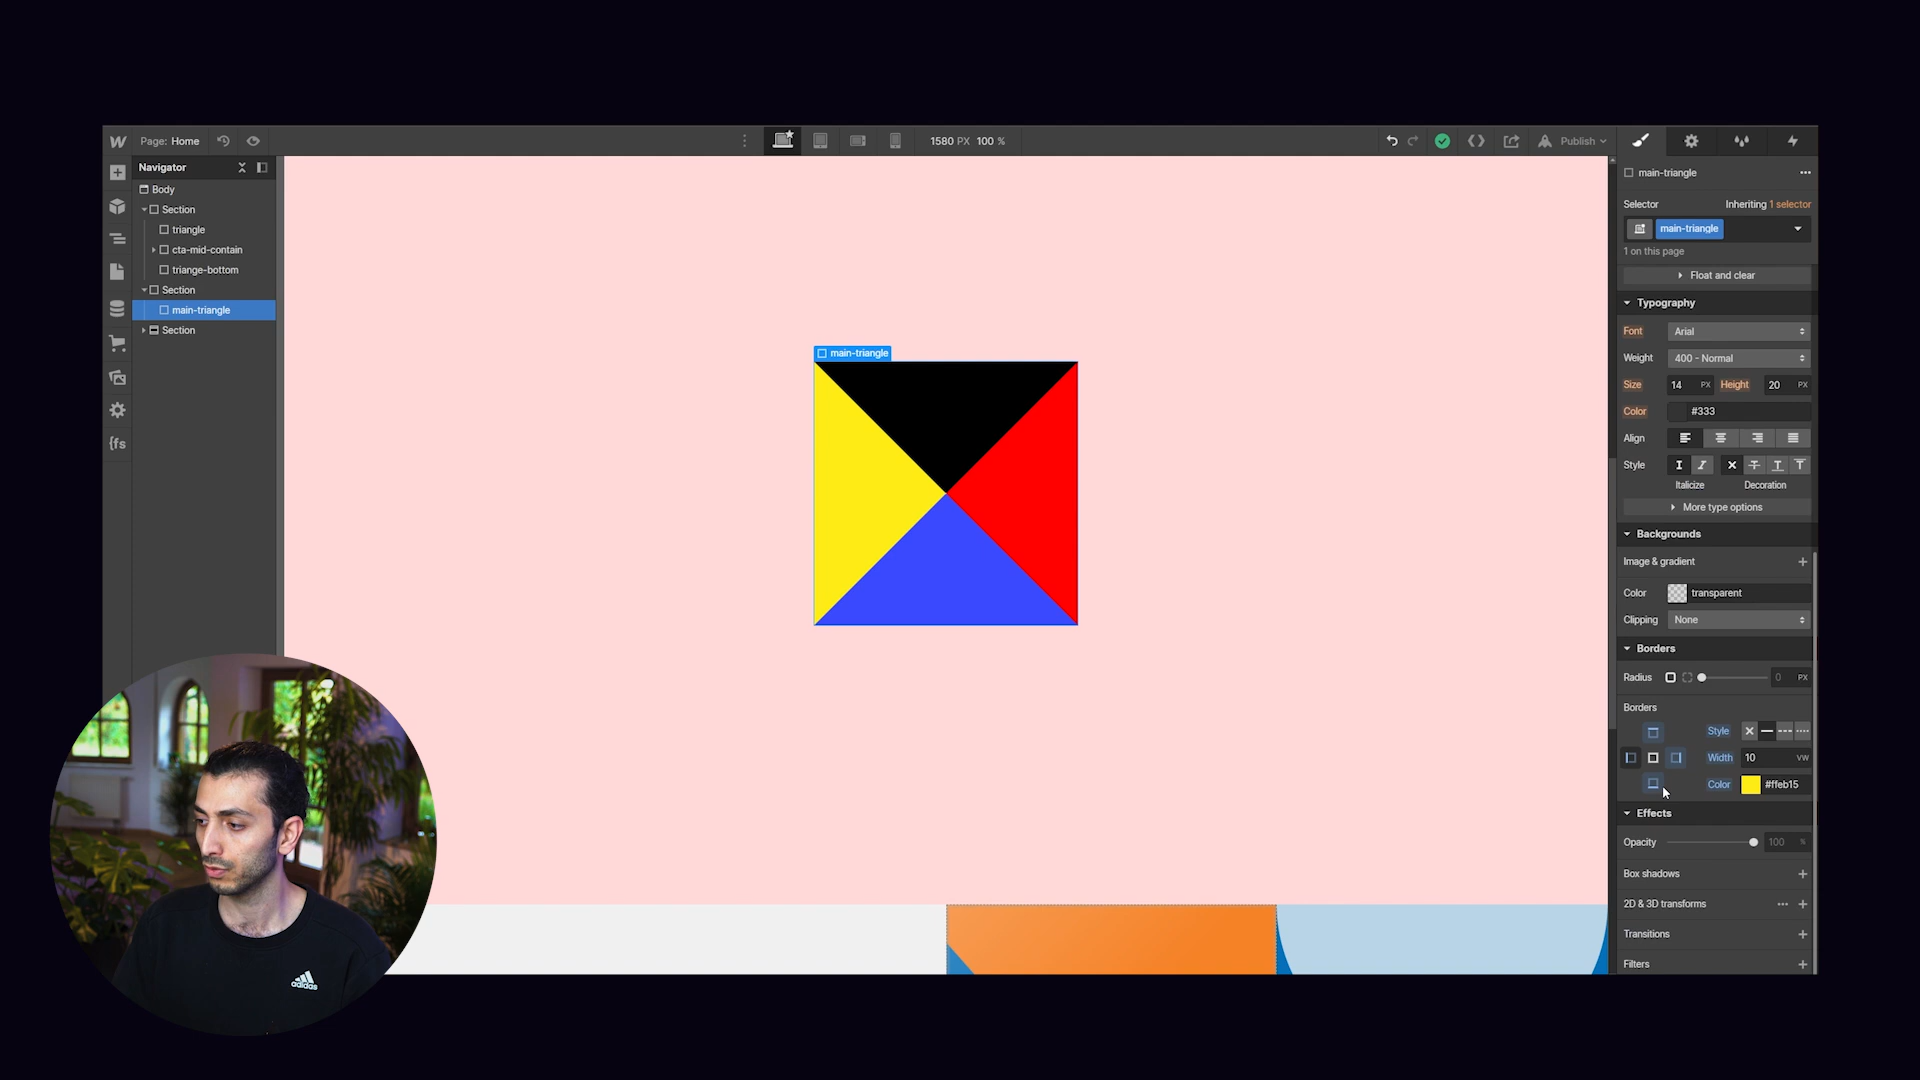 Page: Home
1580 PX 100 %
Publish
Navigator
Body
Section
triangle
cta-mid-contain
triange-bottom
Section
main-triangle
Section
{fs
main-triangle
main-triangle
Selector
Inheriting 1 selector
main-triangle
1 on this page
Float and clear
Typography
Font Arial
Weight 400 - Normal
Size 14 PX Height 20 PX
Color #333
Align
Style
Italicize Decoration
More type options
Backgrounds
Image & gradient
Color transparent
Clipping None
Borders
Radius 0 PX
Borders
Style
Width 10 VW
Color #ffeb15
Effects
Opacity 100 %
Box shadows
2D & 3D transforms
Transitions
Filters
adidas